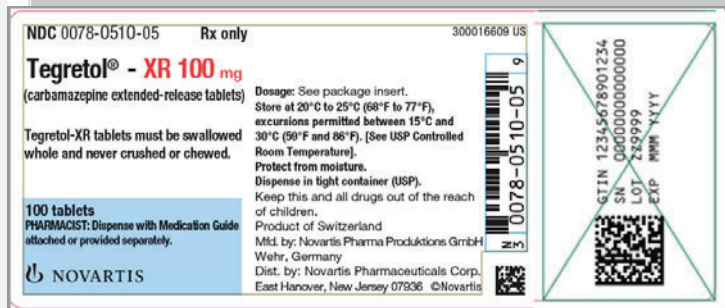 NDC 0078-0510-05 Rx only
300016609 US
Tegretol® - XR 100 mg
(carbamazepine extended-release tablets)
Tegretol-XR tablets must be swallowed
whole and never crushed or chewed.
100 tablets
PHARMACIST: Dispense with Medication Guide
attached or provided separately.
NOVARTIS
Dosage: See package insert.
Store at 20°C to 25°C (68°F to 77°F),
excursions permitted between 15°C and
30°C (59°F and 86°F). [See USP Controlled
Room Temperature].
Protect from moisture.
Dispense in tight container (USP).
Keep this and all drugs out of the reach
of children.
Product of Switzerland
Mfd. by: Novartis Pharma Produktions GmbH
Wehr, Germany
Dist. by: Novartis Pharmaceuticals Corp.
East Hanover, New Jersey 07936 ©Novartis
N3 0078-0510-05 9
GTIN 12345678901234
SN 00000000000000
LOT ZZ9999
EXP MMM YYYY